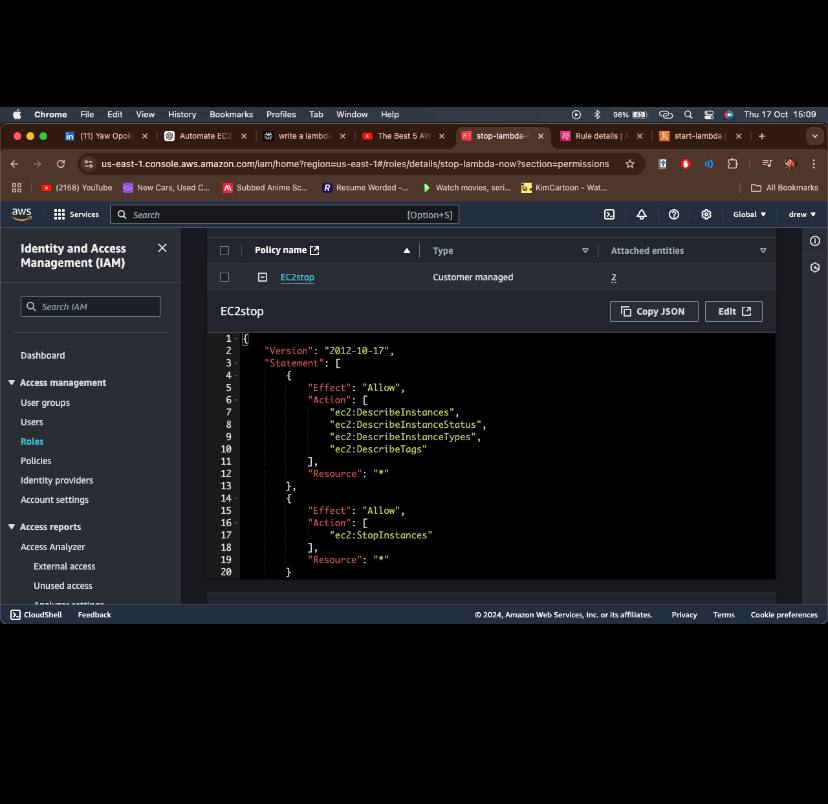 Chrome File Edit View History Bookmarks Profiles Tab Window Help 96% Thu 17 Oct 15:09
(11) Yaw Opok Automate EC2 write a lambd The Best 5 AW stop-lambda- Rule details | start-lambda
us-east-1.console.aws.amazon.com/iam/home?region=us-east-1#/roles/details/stop-lambda-now?section=permissions
(2168) YouTube New Cars, Used C... Subbed Anime Sc... Resume Worded -... Watch movies, seri... KimCartoon - Wat... All Bookmarks
aws Services Search [Option+S] Global drew
Identity and Access Management (IAM)
Search IAM
Dashboard
Access management
User groups
Users
Roles
Policies
Identity providers
Account settings
Access reports
Access Analyzer
External access
Unused access
Analyzer settings
Policy name Type Attached entities
EC2stop Customer managed 2
EC2stop Copy JSON Edit
1 {
2 "Version": "2012-10-17",
3 "Statement": [
4 {
5 "Effect": "Allow",
6 "Action": [
7 "ec2:DescribeInstances",
8 "ec2:DescribeInstanceStatus",
9 "ec2:DescribeInstanceTypes",
10 "ec2:DescribeTags"
11 ],
12 "Resource": "*"
13 },
14 {
15 "Effect": "Allow",
16 "Action": [
17 "ec2:StopInstances"
18 ],
19 "Resource": "*"
20 }
CloudShell Feedback © 2024, Amazon Web Services, Inc. or its affiliates. Privacy Terms Cookie preferences